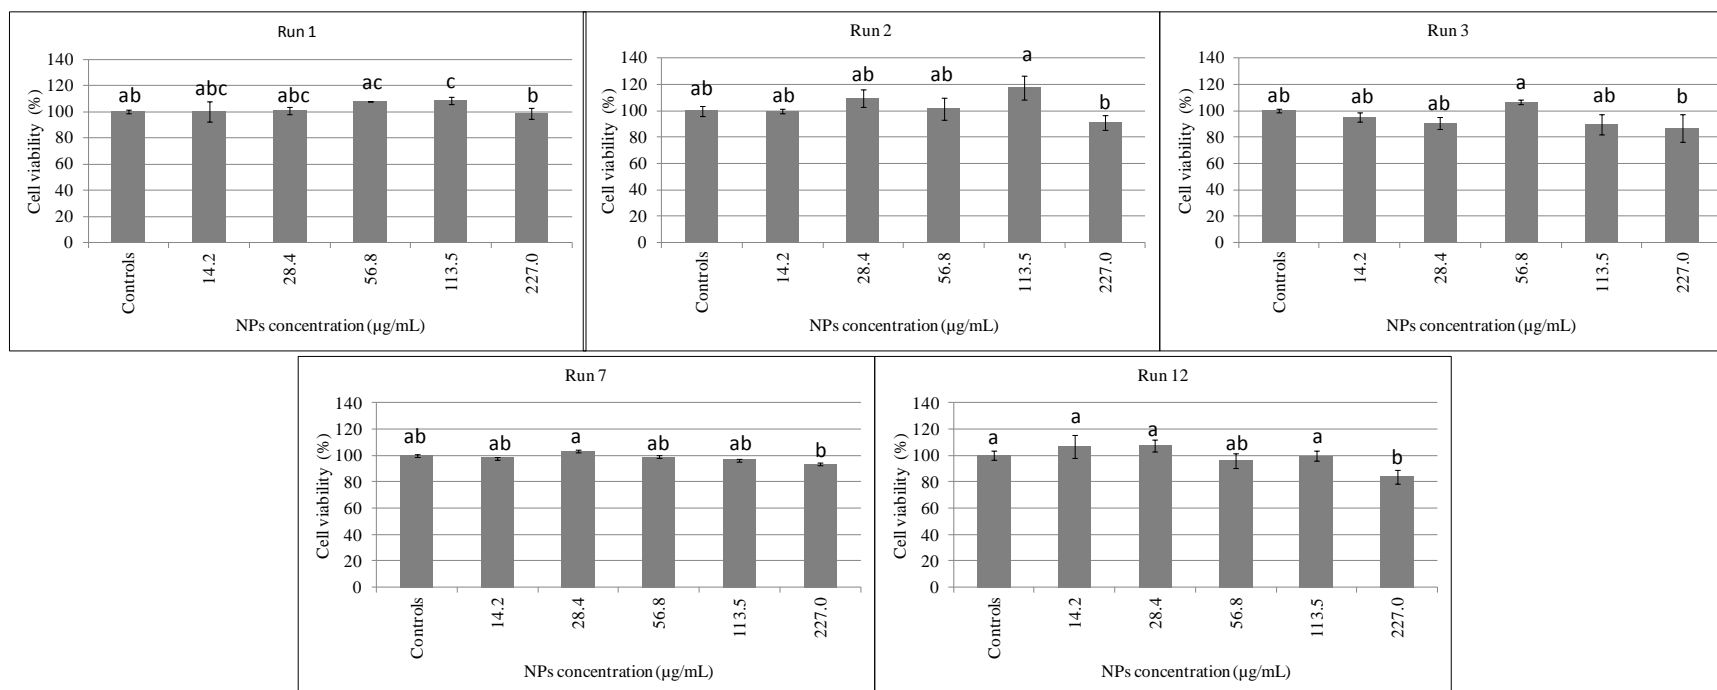 Run 1
140
120
100
80
60
40
20
0
Cell viability (%)
ab
abc
abc
ac
c
b
Controls
14.2
28.4
56.8
113.5
227.0
NPs concentration (µg/mL)
Run 2
140
120
100
80
60
40
20
0
Cell viability (%)
ab
ab
ab
ab
a
b
Controls
14.2
28.4
56.8
113.5
227.0
NPs concentration (µg/mL)
Run 3
140
120
100
80
60
40
20
0
Cell viability (%)
ab
ab
ab
a
ab
b
Controls
14.2
28.4
56.8
113.5
227.0
NPs concentration (µg/mL)
Run 7
140
120
100
80
60
40
20
0
Cell viability (%)
ab
ab
a
ab
ab
b
Controls
14.2
28.4
56.8
113.5
227.0
NPs concentration (µg/mL)
Run 12
140
120
100
80
60
40
20
0
Cell viability (%)
a
a
a
ab
a
b
Controls
14.2
28.4
56.8
113.5
227.0
NPs concentration (µg/mL)